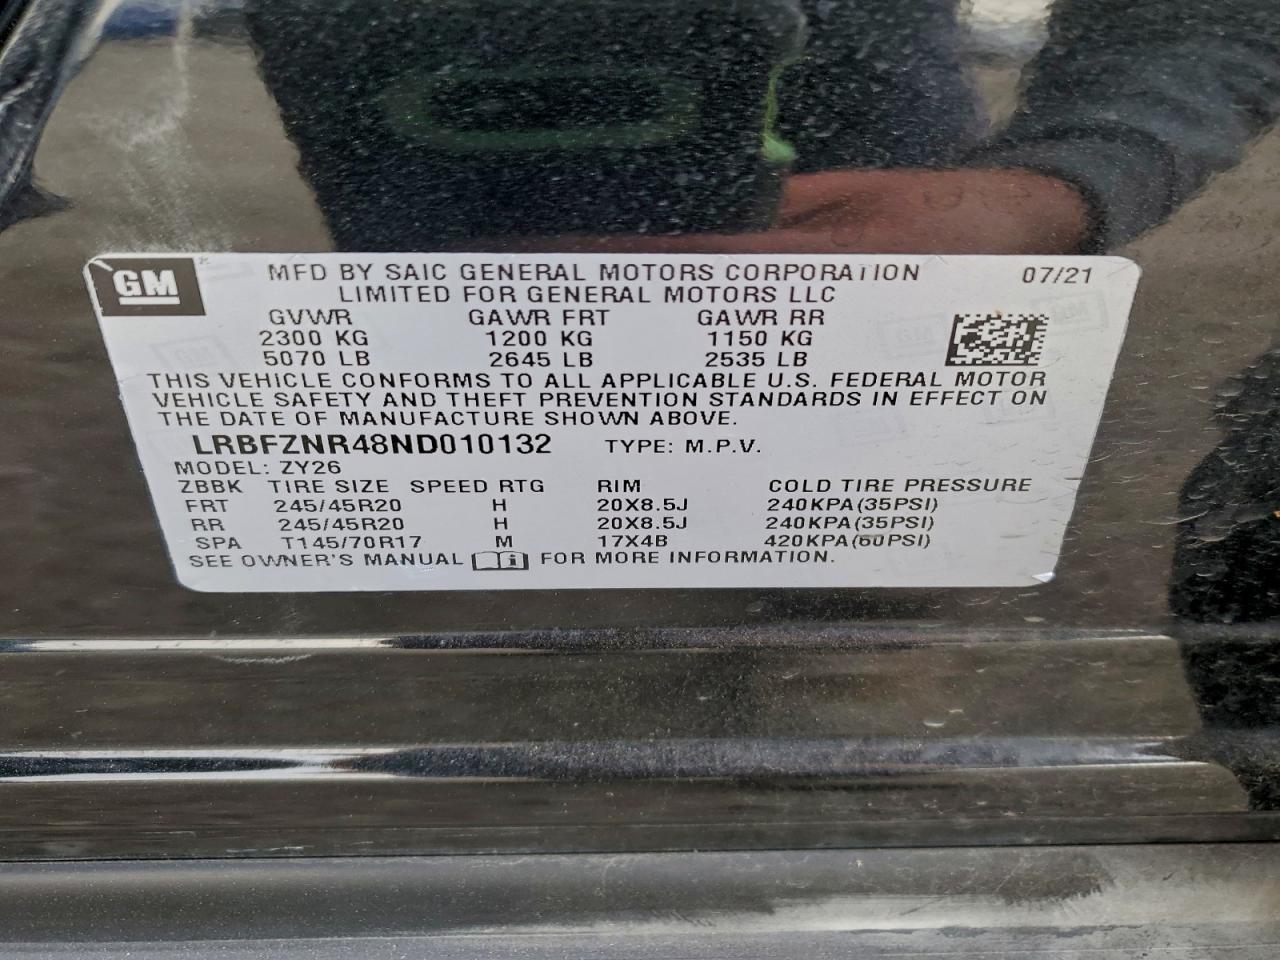 GM
MFD BY SAIC GENERAL MOTORS CORPORATION 07/21
LIMITED FOR GENERAL MOTORS LLC
GVWR GAWR FRT GAWR RR
2300 KG 1200 KG 1150 KG
5070 LB 2645 LB 2535 LB
THIS VEHICLE CONFORMS TO ALL APPLICABLE U.S. FEDERAL MOTOR
VEHICLE SAFETY AND THEFT PREVENTION STANDARDS IN EFFECT ON
THE DATE OF MANUFACTURE SHOWN ABOVE.
LRBFZNR48ND010132 TYPE: M.P.V.
MODEL: ZY26
ZBBK TIRE SIZE SPEED RTG RIM COLD TIRE PRESSURE
FRT 245/45R20 H 20X8.5J 240KPA(35PSI)
RR 245/45R20 H 20X8.5J 240KPA(35PSI)
SPA T145/70R17 M 17X4B 420KPA(60PSI)
SEE OWNER'S MANUAL i FOR MORE INFORMATION.